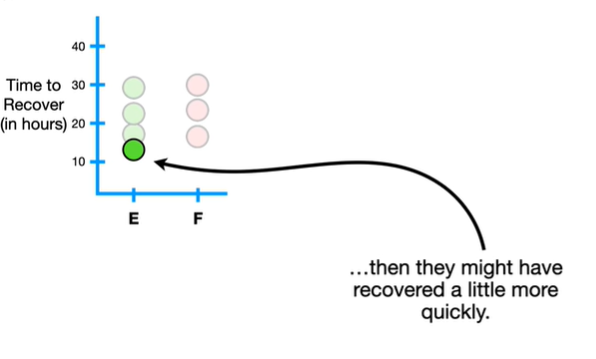 40
Time to
Recover
(in hours)
30
20
10
E
F
...then they might have
recovered a little more
quickly.